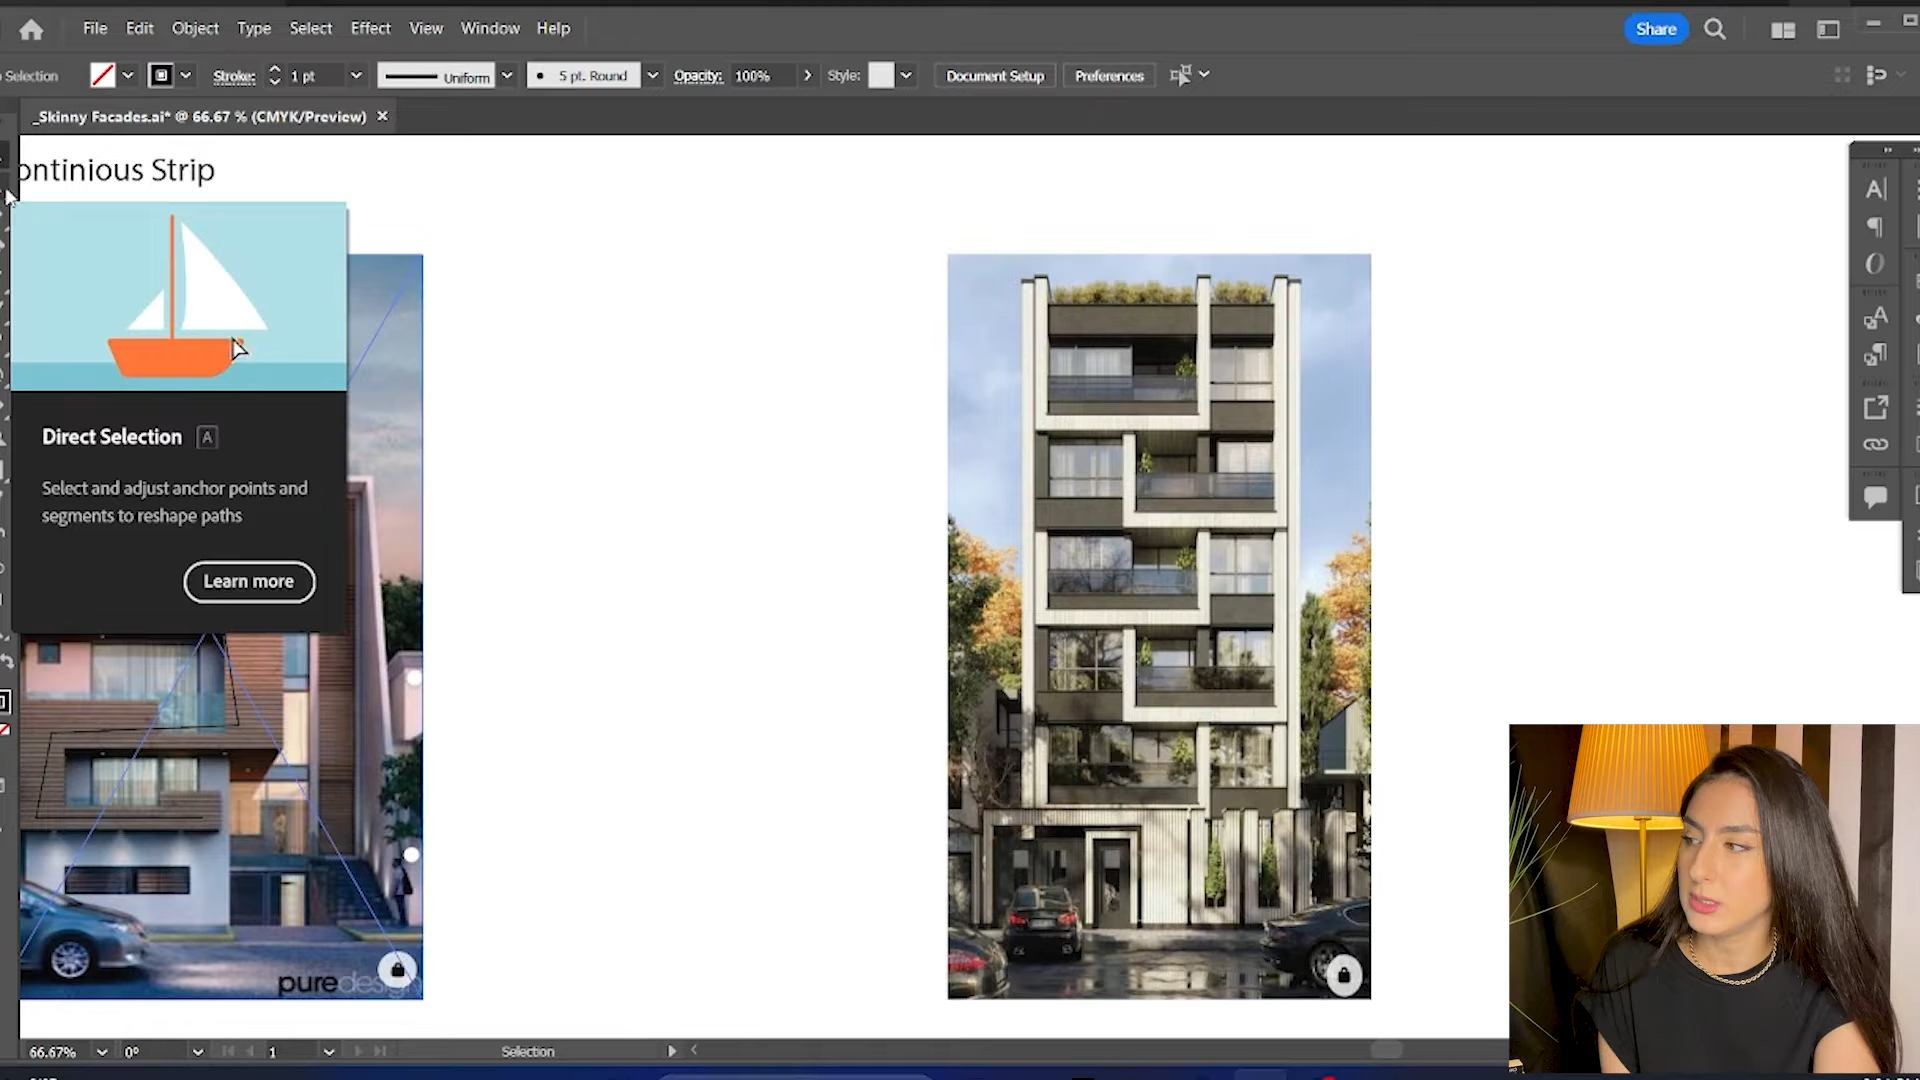 File Edit Object Type Select Effect View Window Help
Share
Selection
Stroke: 1 pt Uniform 5 pt. Round Opacity: 100% Style: Document Setup Preferences
_Skinny Facades.ai* @ 66.67 % (CMYK/Preview)
ontinious Strip
Direct Selection A
Select and adjust anchor points and
segments to reshape paths
Learn more
puredesign
66.67% 0° 1 Selection